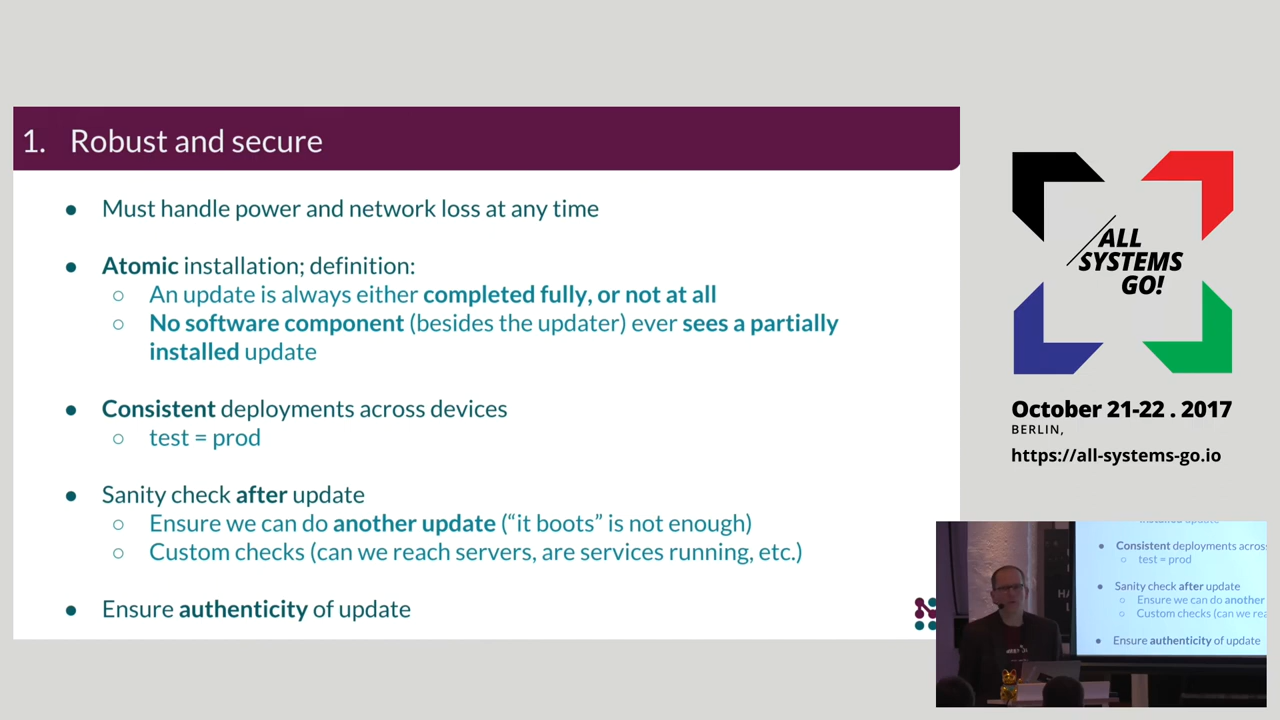 1. Robust and secure
● Must handle power and network loss at any time
● Atomic installation; definition:
○ An update is always either completed fully, or not at all
○ No software component (besides the updater) ever sees a partially
installed update
● Consistent deployments across devices
○ test = prod
● Sanity check after update
○ Ensure we can do another update (“it boots” is not enough)
○ Custom checks (can we reach servers, are services running, etc.)
● Ensure authenticity of update
/ALL
SYSTEMS
GO!
October 21-22 . 2017
BERLIN,
https://all-systems-go.io
installed update
● Consistent deployments acros
○ test = prod
● Sanity check after update
○ Ensure we can do another
○ Custom checks (can we rea
● Ensure authenticity of update